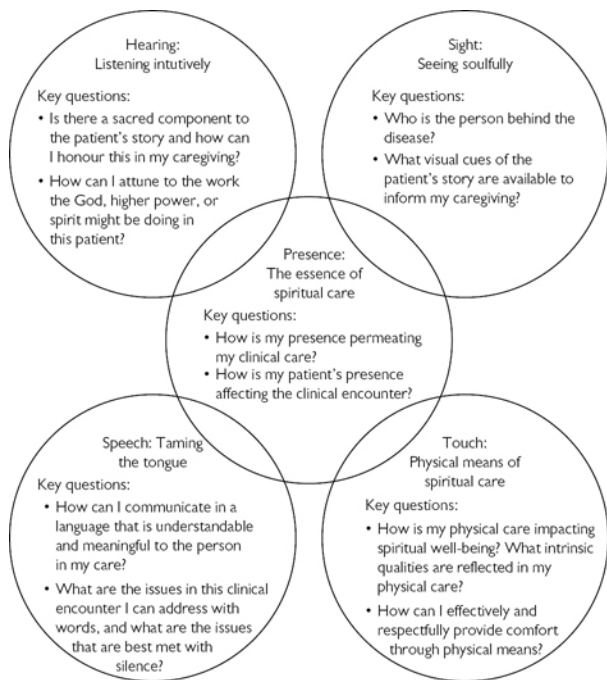 Hearing:
Listening intutively
Key questions:
• Is there a sacred component to
the patient's story and how can
I honour this in my caregiving?
• How can I attune to the work
the God, higher power, or
spirit might be doing in
this patient?
Sight:
Seeing soulfully
Key questions:
• Who is the person behind the
disease?
• What visual cues of the
patient's story are available to
inform my caregiving?
Presence:
The essence of
spiritual care
Key questions:
• How is my presence permeating
my clinical care?
• How is my patient's presence
affecting the clinical encounter?
Speech: Taming
the tongue
Key questions:
• How can I communicate in a
language that is understandable
and meaningful to the person
in my care?
• What are the issues in this clinical
encounter I can address with
words, and what are the issues
that are best met with
silence?
Touch:
Physical means of
spiritual care
Key questions:
• How is my physical care impacting
spiritual well-being? What intrinsic
qualities are reflected in my
physical care?
• How can I effectively and
respectfully provide comfort
through physical means?